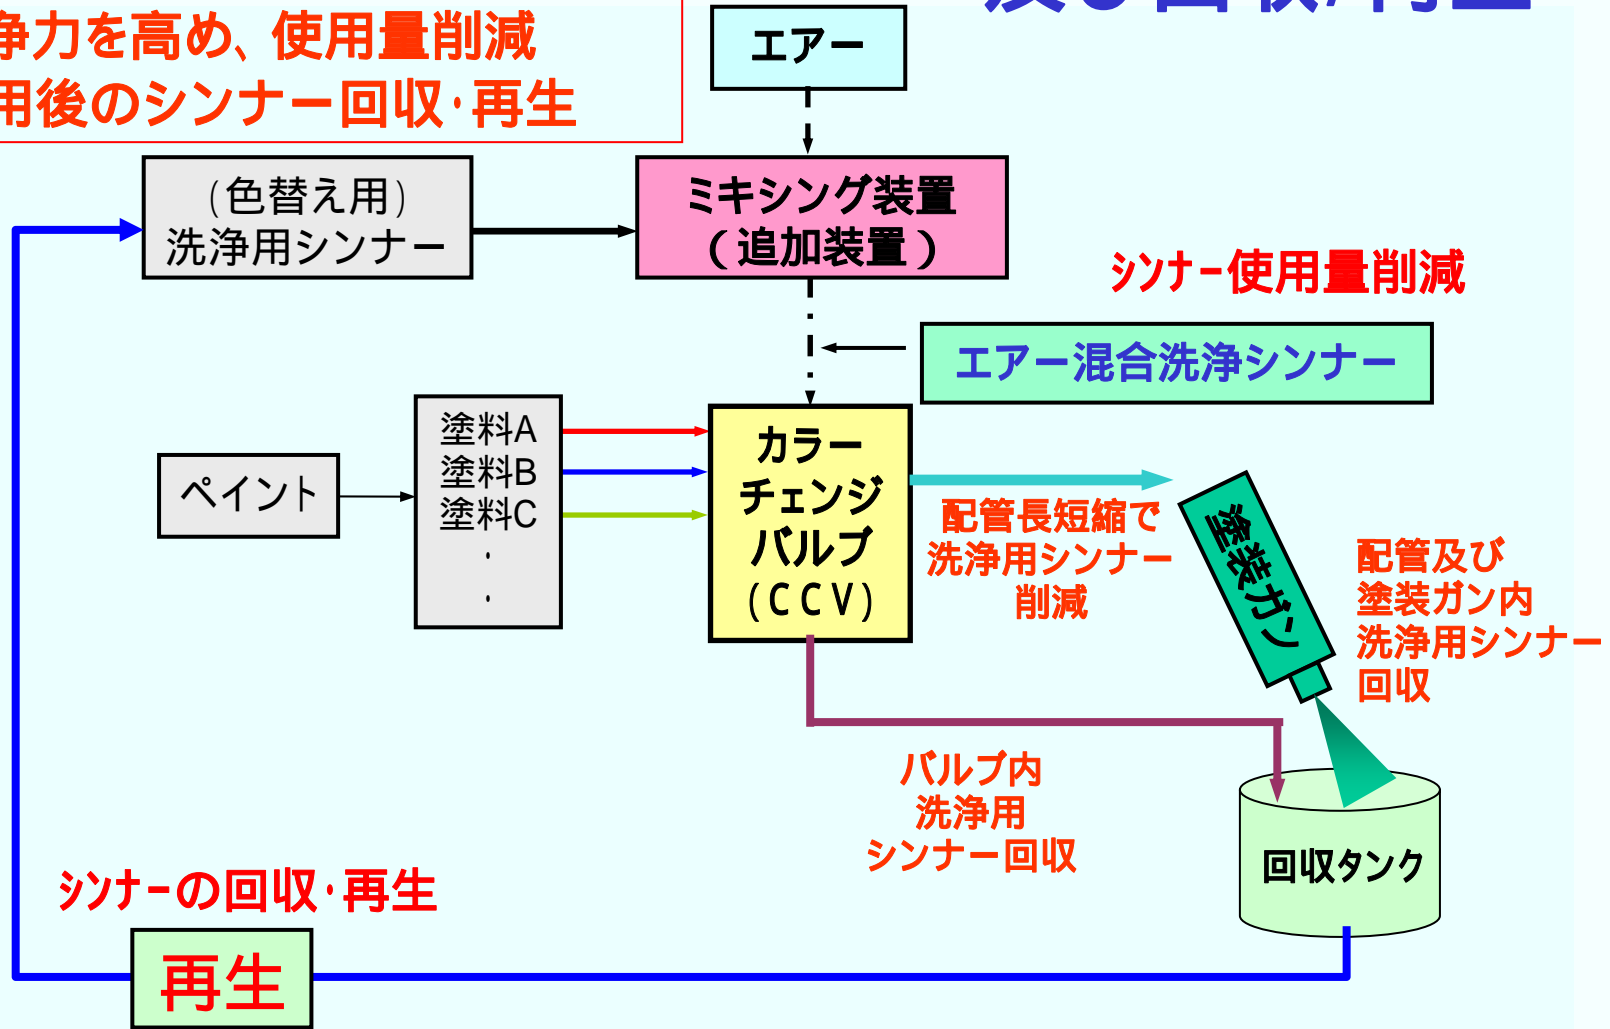 浄力を高め、使用量削減
用後のシンナー回収・再生
エアー
(色替え用)
洗浄用シンナー
ミキシング装置
(追加装置)
シンナー使用量削減
エアー混合洗浄シンナー
ペイント
塗料A
塗料B
塗料C
・
・
カラー
チェンジ
バルブ
(CCV)
配管長短縮で
洗浄用シンナー
削減
塗装ガン
配管及び
塗装ガン内
洗浄用シンナー
回収
バルブ内
洗浄用
シンナー回収
回収タンク
シンナーの回収・再生
再生